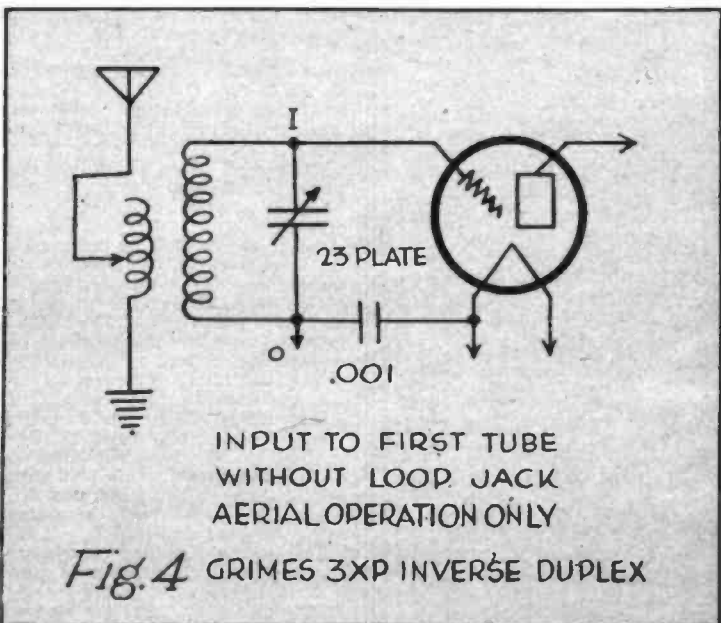 I
23 PLATE
O
.001
INPUT TO FIRST TUBE
WITHOUT LOOP JACK
AERIAL OPERATION ONLY
Fig. 4 GRIMES 3XP INVERSE DUPLEX